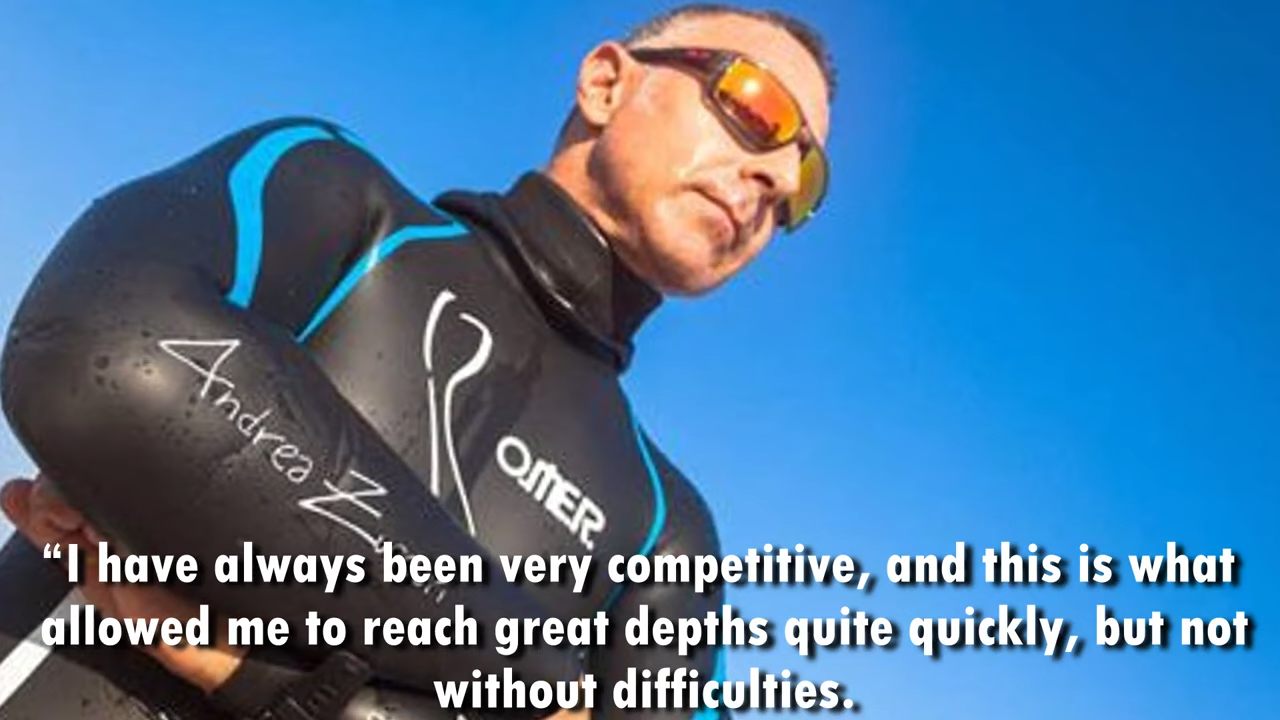 Andrea Z
OMER
“I have always been very competitive, and this is what
allowed me to reach great depths quite quickly, but not
without difficulties.